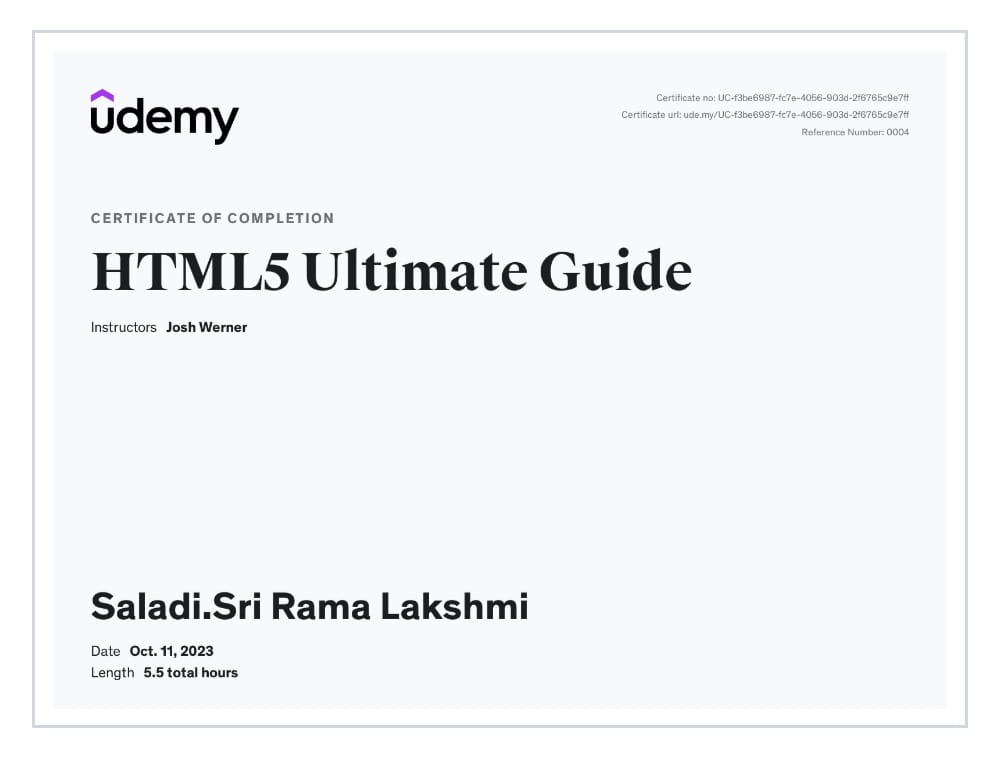 udemy
Certificate no: UC-f3be6987-fc7e-4056-903d-2f6765c9e7ff
Certificate url: ude.my/UC-f3be6987-fc7e-4056-903d-2f6765c9e7ff
Reference Number: 0004
CERTIFICATE OF COMPLETION
HTML5 Ultimate Guide
Instructors Josh Werner
Saladi.Sri Rama Lakshmi
Date Oct. 11, 2023
Length 5.5 total hours